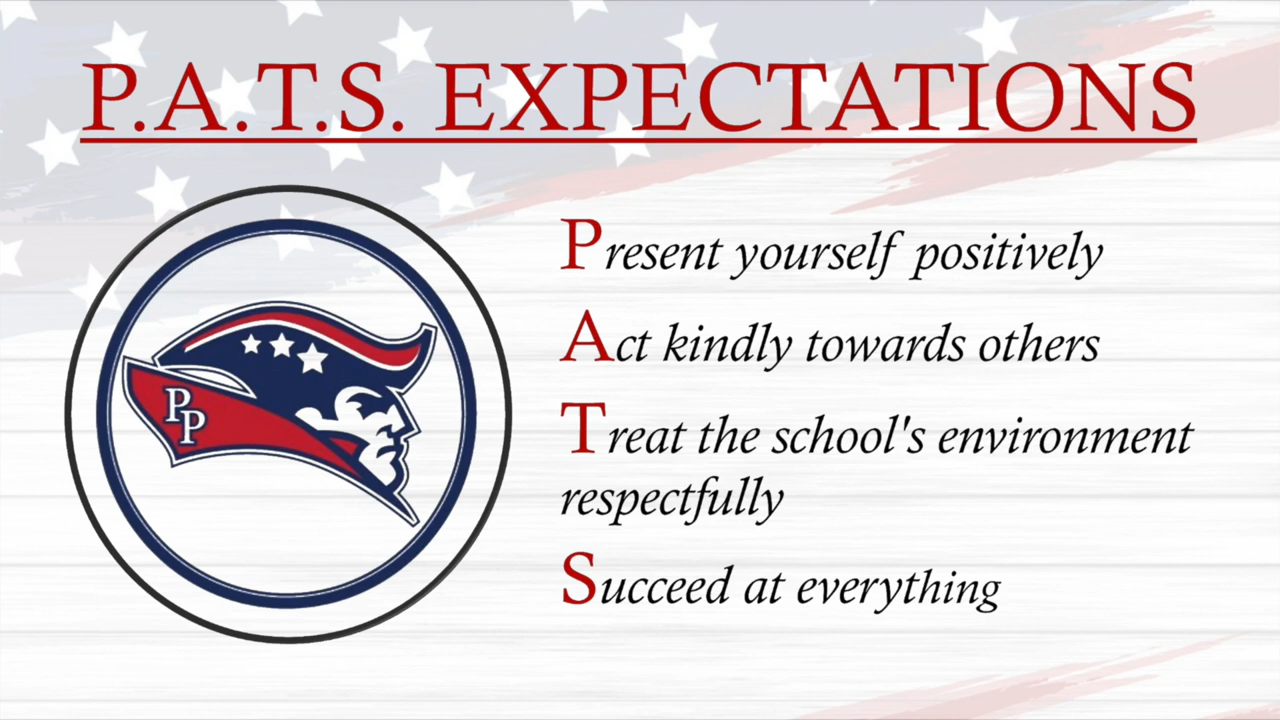 P.A.T.S. EXPECTATIONS
Present yourself positively
Act kindly towards others
Treat the school's environment
respectfully
Succeed at everything
PP